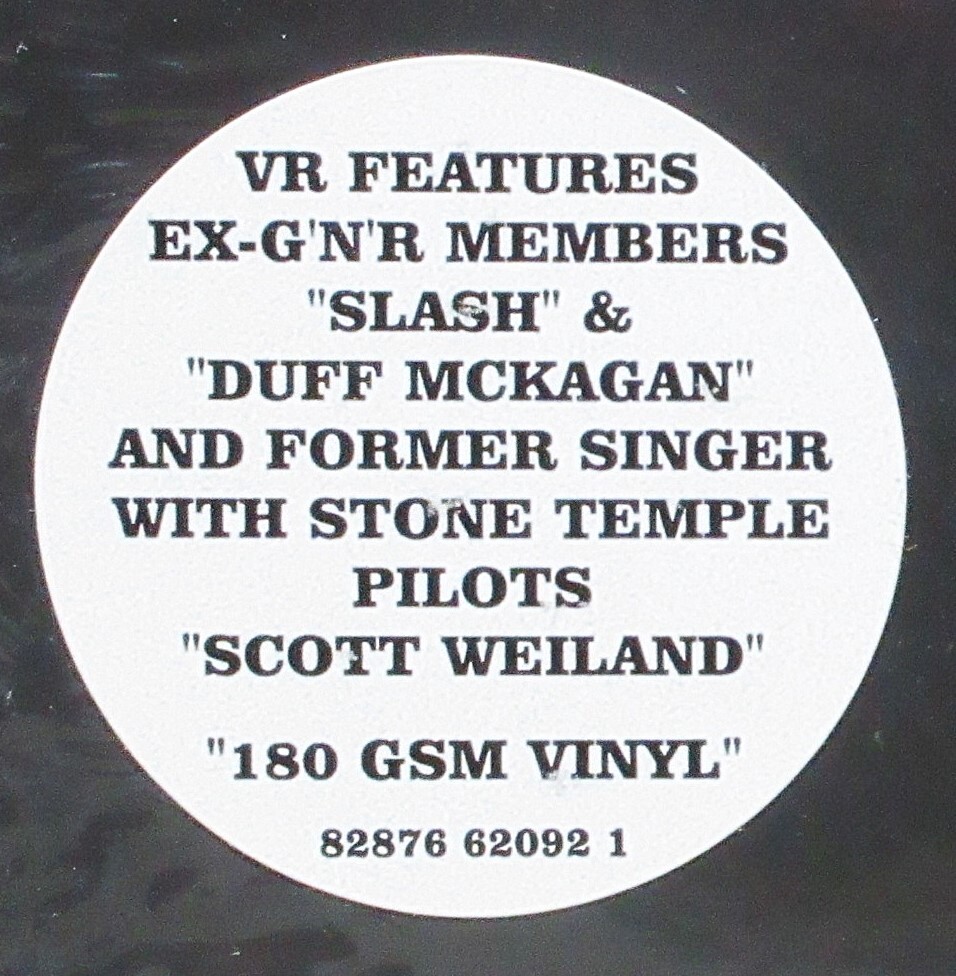 VR FEATURES
EX-G'N'R MEMBERS
"SLASH" &
"DUFF MCKAGAN"
AND FORMER SINGER
WITH STONE TEMPLE
PILOTS
"SCOTT WEILAND"
"180 GSM VINYL"
82876 62092 1